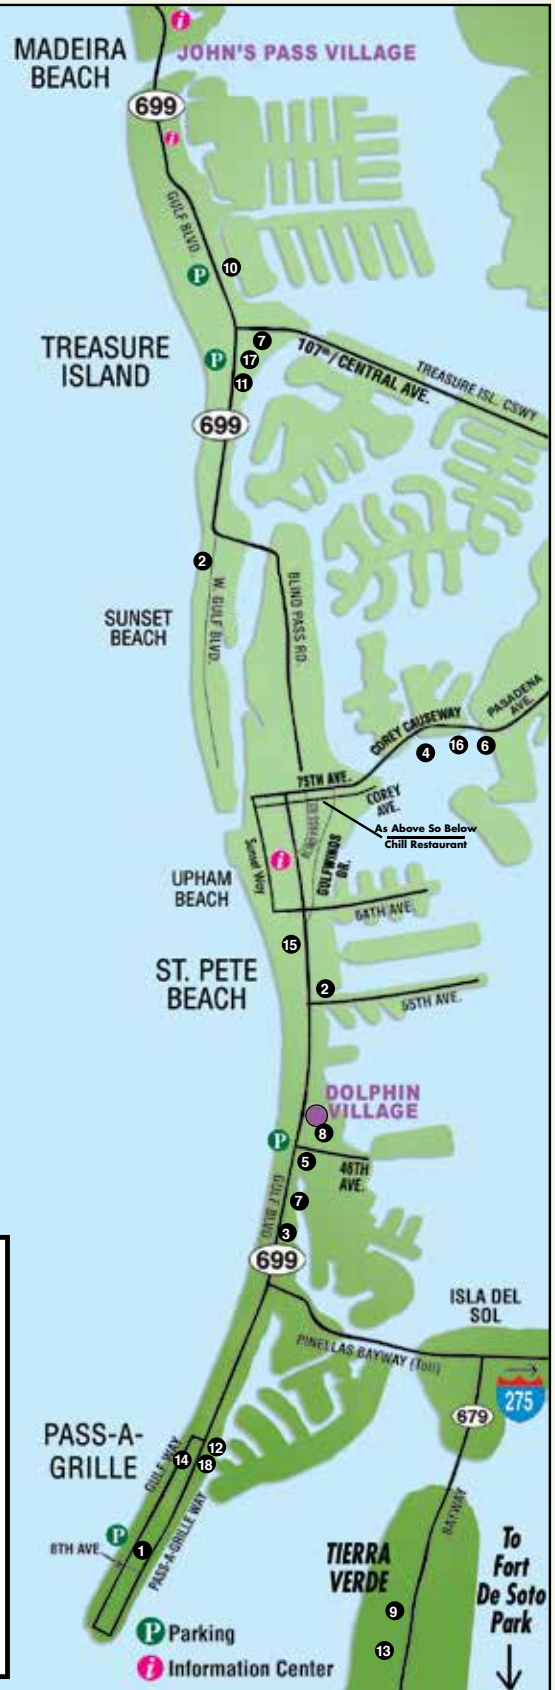 MADEIRA
BEACH
JOHN'S PASS VILLAGE
699
GULF BLVD.
P
10
TREASURE
ISLAND
P
7
17
11
107th / CENTRAL AVE.
TREASURE ISL. CSWY
699
2
SUNSET
BEACH
W. GULF BLVD.
BLIND PASS RD.
COREY CAUSEWAY
PASADENA
AVE.
4
16
6
75TH AVE.
COREY
AVE.
As Above So Below
Chill Restaurant
Sunset Way
GULFWINDS
DR.
UPHAM
BEACH
64TH AVE.
15
ST. PETE
BEACH
2
55TH AVE.
DOLPHIN
VILLAGE
8
P
5
46TH
AVE.
7
GULF BLVD
3
699
ISLA DEL
SOL
PINELLAS BAYWAY (Toll)
275
679
PASS-A-
GRILLE
GULF WAY
12
14
18
PASS-A-GRILLE WAY
BAYWAY
P
8TH AVE
1
TIERRA
VERDE
To
Fort
De Soto
Park
9
13
P Parking
i Information Center